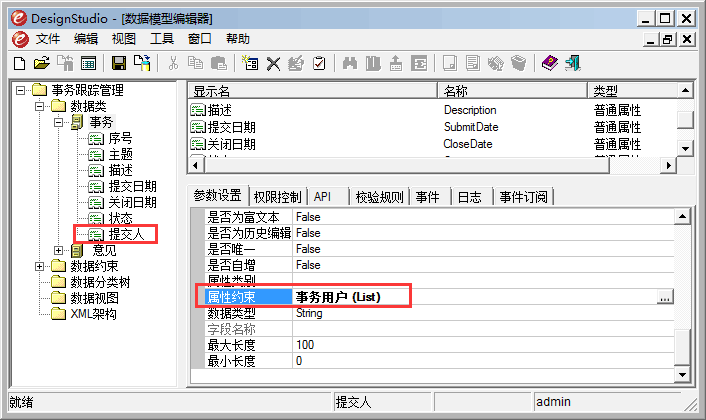 DesignStudio - [数据模型编辑器]
文件 编辑 视图 工具 窗口 帮助
事务跟踪管理
数据类
事务
序号
主题
描述
提交日期
关闭日期
状态
提交人
意见
数据约束
数据分类树
数据视图
XML架构
显示名 名称 类型
描述 Description 普通属性
提交日期 SubmitDate 普通属性
关闭日期 CloseDate 普通属性
参数设置 权限控制 API 校验规则 事件 日志 事件订阅
是否为富文本 False
是否为历史编辑 False
是否唯一 False
是否自增 False
属性类别
属性约束 事务用户 (List) ...
数据类型 String
字段名称
最大长度 100
最小长度 0
就绪 提交人 admin